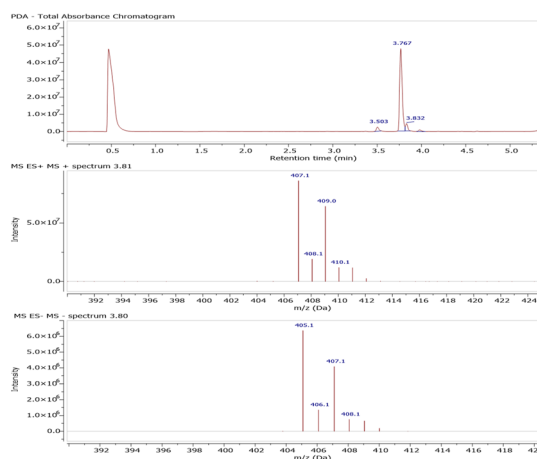 PDA - Total Absorbance Chromatogram
6.0×10⁷
5.0×10⁷
4.0×10⁷
3.0×10⁷
2.0×10⁷
1.0×10⁷
0.0
3.767
3.503
3.832
0.5 1.0 1.5 2.0 2.5 3.0 3.5 4.0 4.5 5.0
Retention time (min)
MS ES+ MS + spectrum 3.81
Intensity
5.0×10⁷
0.0
407.1
409.0
408.1
410.1
392 394 396 398 400 402 404 406 408 410 412 414 416 418 420 422 424
m/z (Da)
MS ES- MS - spectrum 3.80
Intensity
6.0×10⁶
5.0×10⁶
4.0×10⁶
3.0×10⁶
2.0×10⁶
1.0×10⁶
0.0
405.1
407.1
406.1
408.1
392 394 396 398 400 402 404 406 408 410 412 414 416 418 420
m/z (Da)